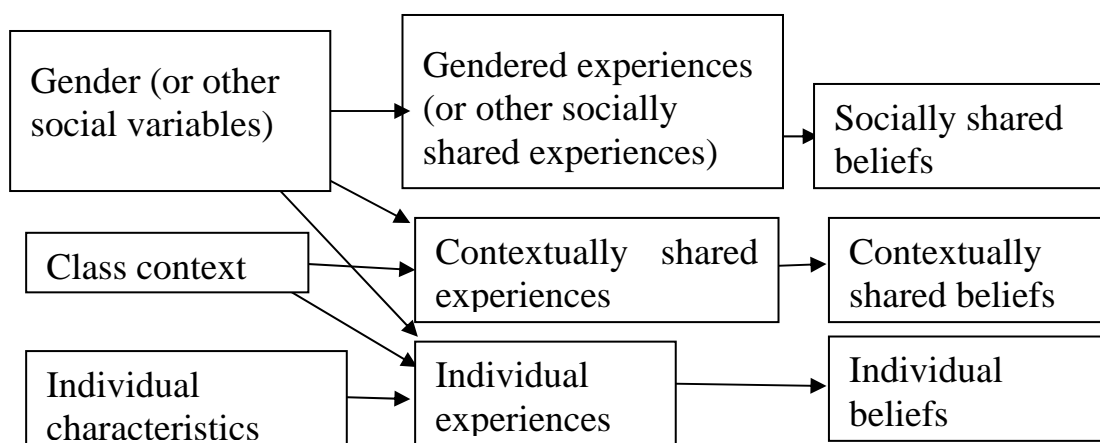 Gender (or other
social variables)
Gendered experiences
(or other socially
shared experiences)
Socially shared
beliefs
Class context
Contextually shared
experiences
Contextually
shared beliefs
Individual
characteristics
Individual
experiences
Individual
beliefs